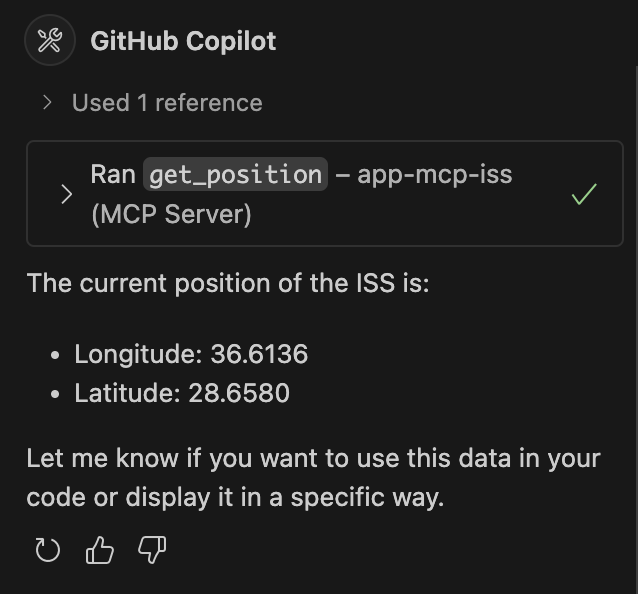 GitHub Copilot
Used 1 reference
Ran get_position – app-mcp-iss
(MCP Server)
The current position of the ISS is:
• Longitude: 36.6136
• Latitude: 28.6580
Let me know if you want to use this data in your
code or display it in a specific way.